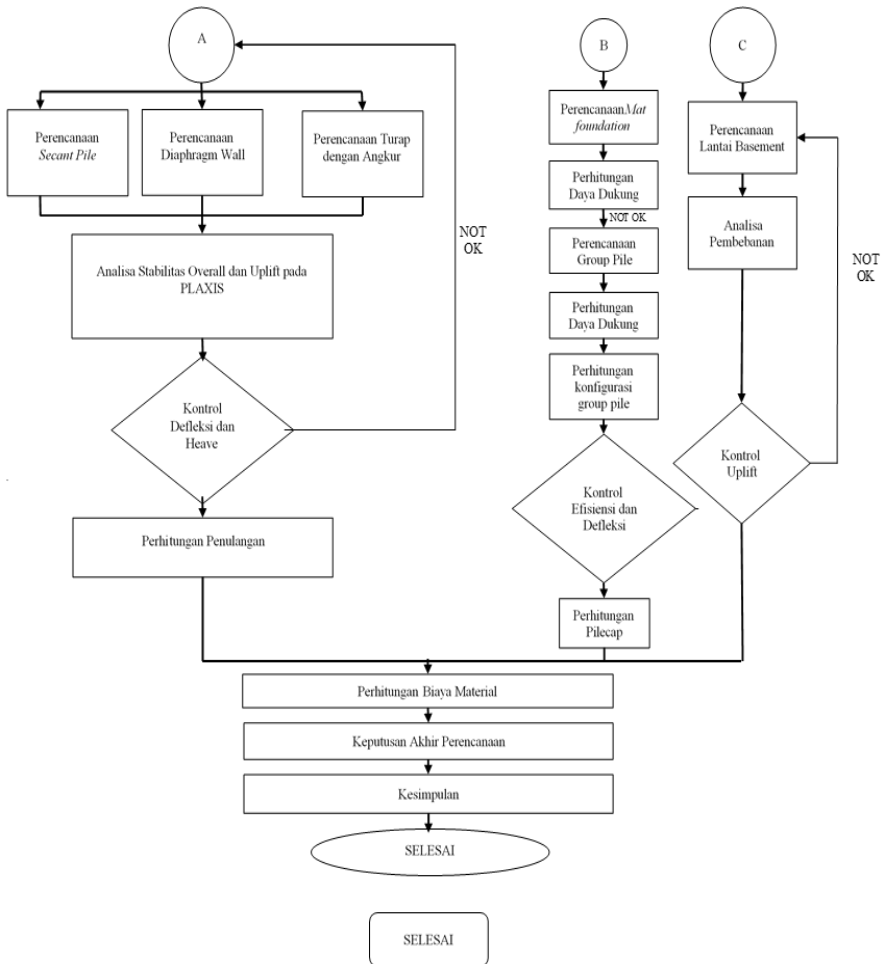 A
Perencanaan
Secant Pile
Perencanaan
Diaphragm Wall
Perencanaan Turap
dengan Angkur
Analisa Stabilitas Overall dan Uplift pada
PLAXIS
Kontrol
Defleksi dan
Heave
NOT
OK
Perhitungan Penulangan
B
Perencanaan Mat
foundation
Perhitungan
Daya Dukung
NOT OK
Perencanaan
Group Pile
Perhitungan
Daya Dukung
Perhitungan
konfigurasi
group pile
Kontrol
Efisiensi dan
Defleksi
Perhitungan
Pilecap
C
Perencanaan
Lantai Basement
Analisa
Pembebanan
Kontrol
Uplift
NOT
OK
Perhitungan Biaya Material
Keputusan Akhir Perencanaan
Kesimpulan
SELESAI
SELESAI